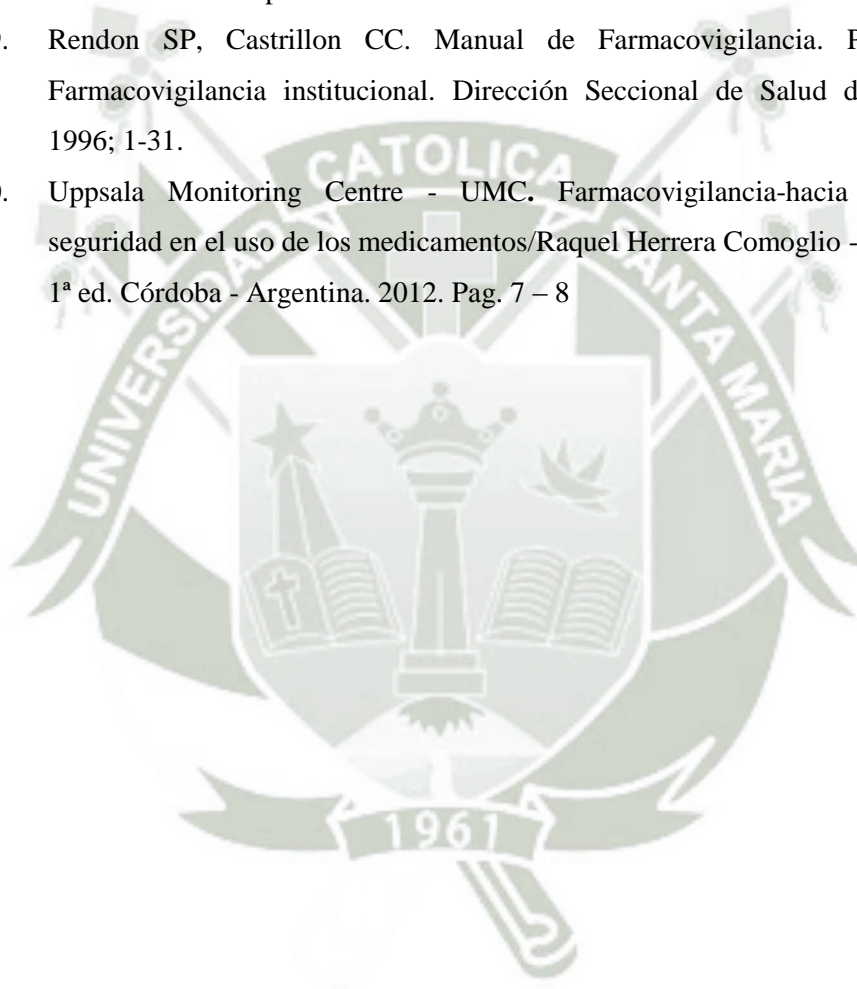 Rendon SP, Castrillon CC. Manual de Farmacovigilancia.
Farmacovigilancia institucional. Dirección Seccional de Salud
1996; 1-31.
Uppsala Monitoring Centre - UMC. Farmacovigilancia-hacia
seguridad en el uso de los medicamentos/Raquel Herrera Comoglio -
1ª ed. Córdoba - Argentina. 2012. Pag. 7 – 8
UNIVERSIDAD CATOLICA SANTA MARIA
1961